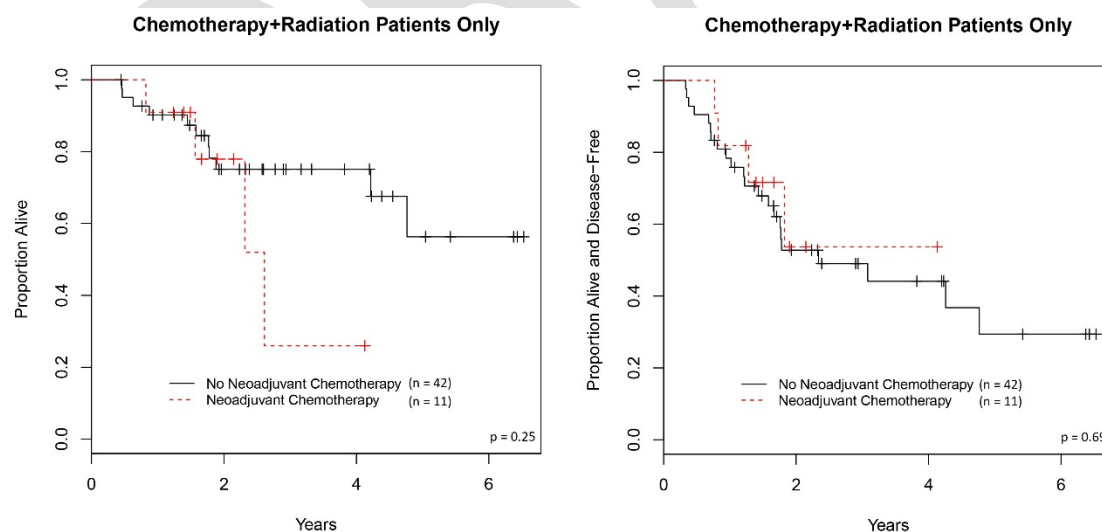 Chemotherapy+Radiation Patients Only
Proportion Alive
1.0
0.8
0.6
0.4
0.2
0.0
No Neoadjuvant Chemotherapy (n = 42)
Neoadjuvant Chemotherapy (n = 11)
p = 0.25
0 2 4 6
Years
Chemotherapy+Radiation Patients Only
Proportion Alive and Disease-Free
1.0
0.8
0.6
0.4
0.2
0.0
No Neoadjuvant Chemotherapy (n = 42)
Neoadjuvant Chemotherapy (n = 11)
p = 0.69
0 2 4 6
Years